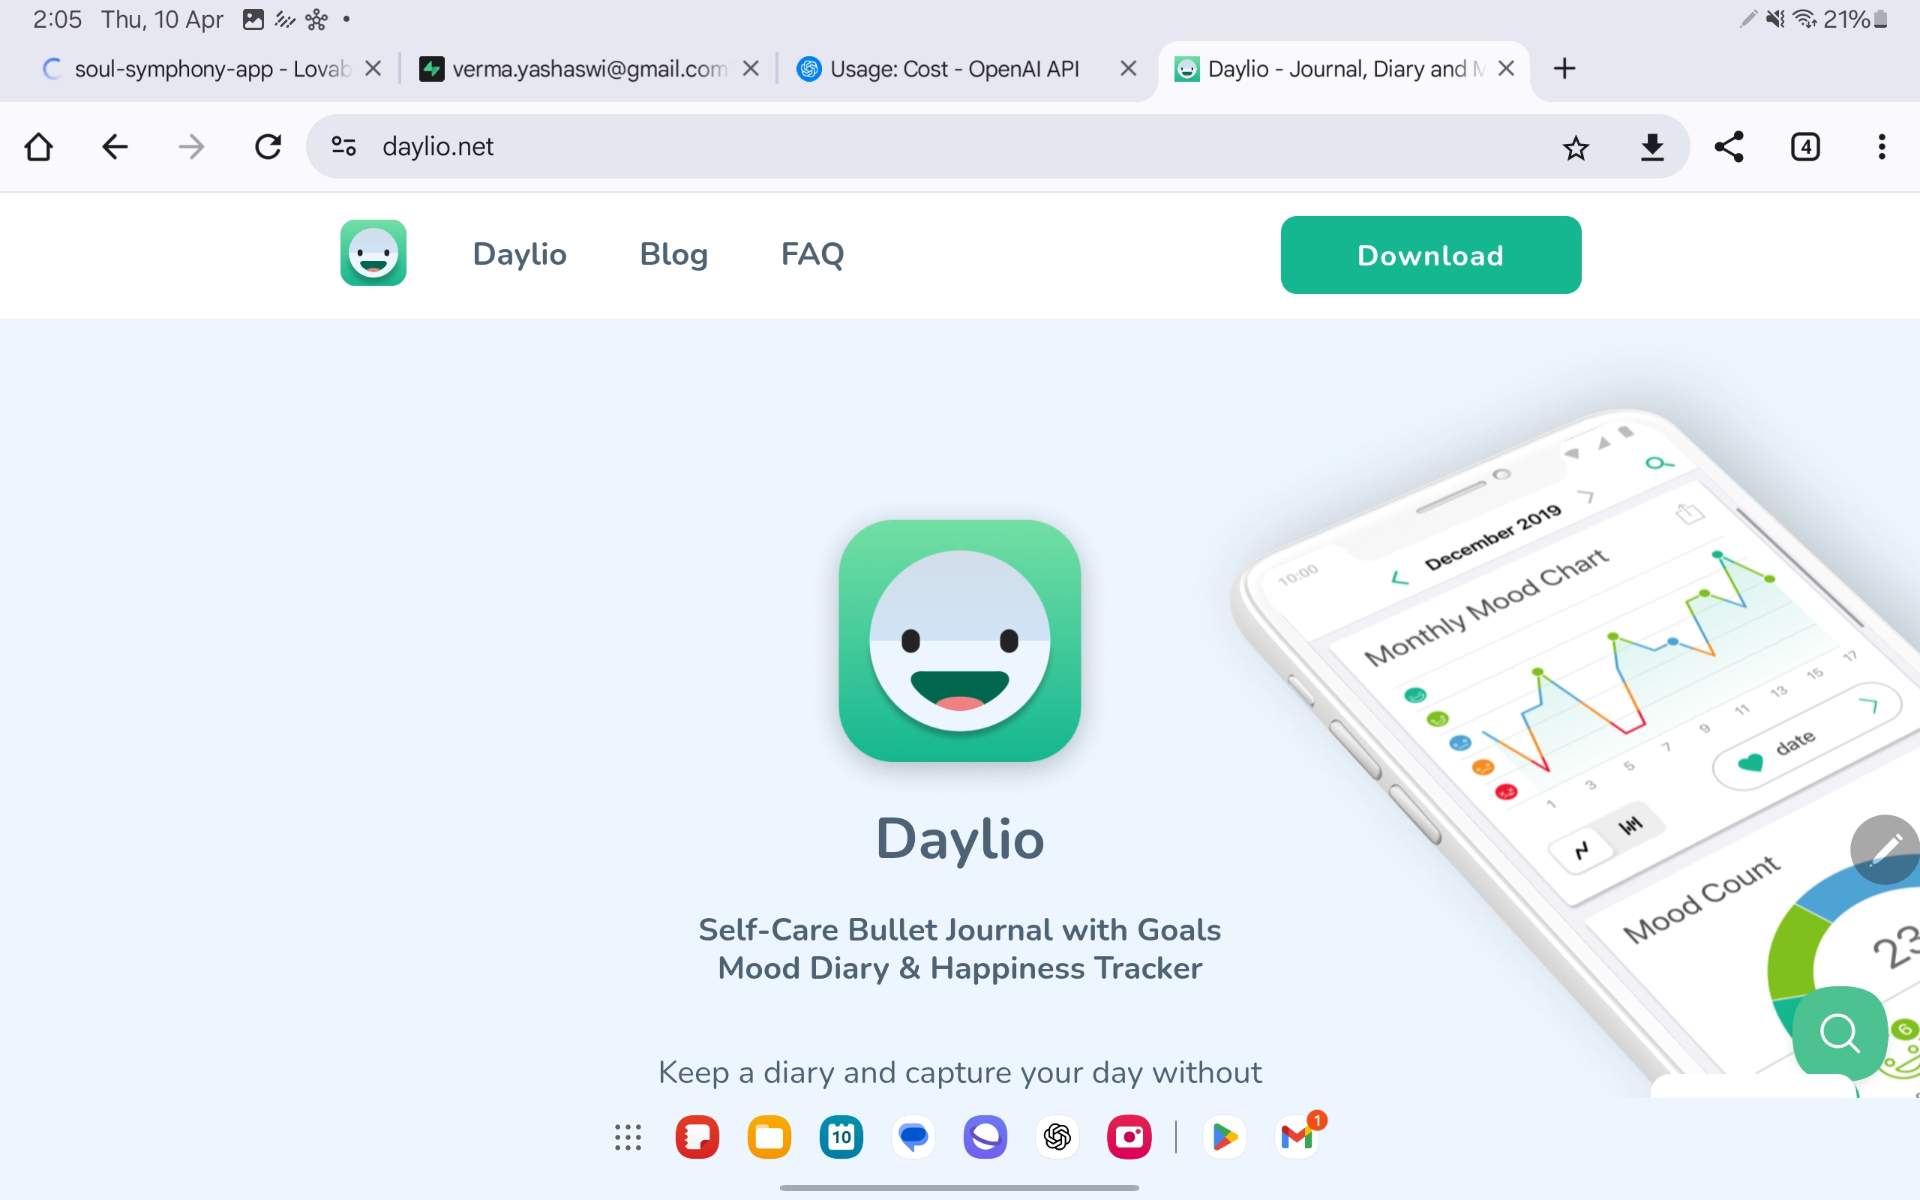 2:05 Thu, 10 Apr
21%
soul-symphony-app - Lovab
verma.yashaswi@gmail.com
Usage: Cost - OpenAI API
Daylio - Journal, Diary and M
daylio.net
4
Daylio
Blog
FAQ
Download
10:00
December 2019
Monthly Mood Chart
1 3 5 7 9 11 13 15 17
date
Mood Count
23
6
Daylio
Self-Care Bullet Journal with Goals
Mood Diary & Happiness Tracker
Keep a diary and capture your day without
10
1